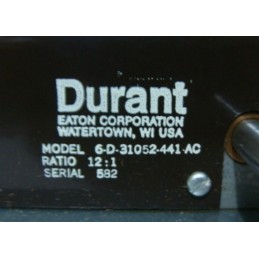 Durant
EATON CORPORATION
WATERTOWN, WI USA
MODEL 6-D-31052-441-AC
RATIO 12:1
SERIAL 582